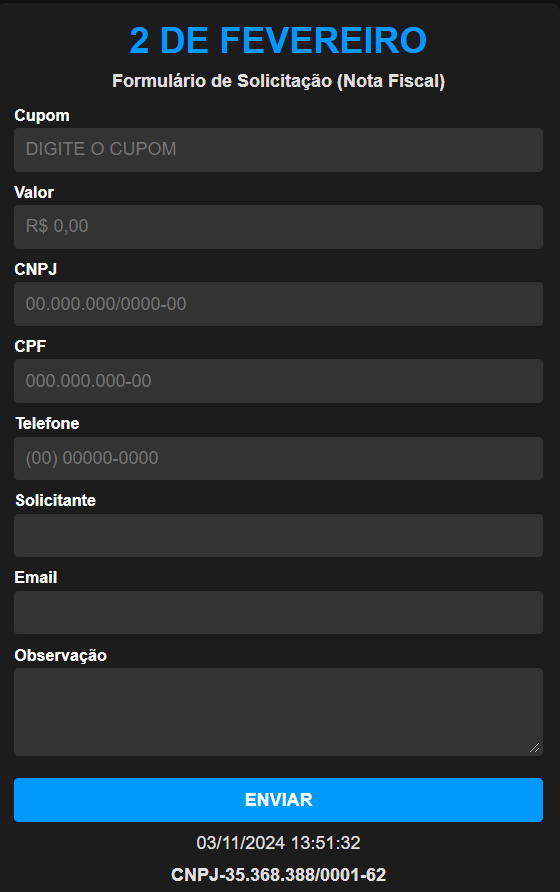 2 DE FEVEREIRO
Formulário de Solicitação (Nota Fiscal)
Cupom
DIGITE O CUPOM
Valor
R$ 0,00
CNPJ
00.000.000/0000-00
CPF
000.000.000-00
Telefone
(00) 00000-0000
Solicitante
Email
Observação
ENVIAR
03/11/2024 13:51:32
CNPJ-35.368.388/0001-62